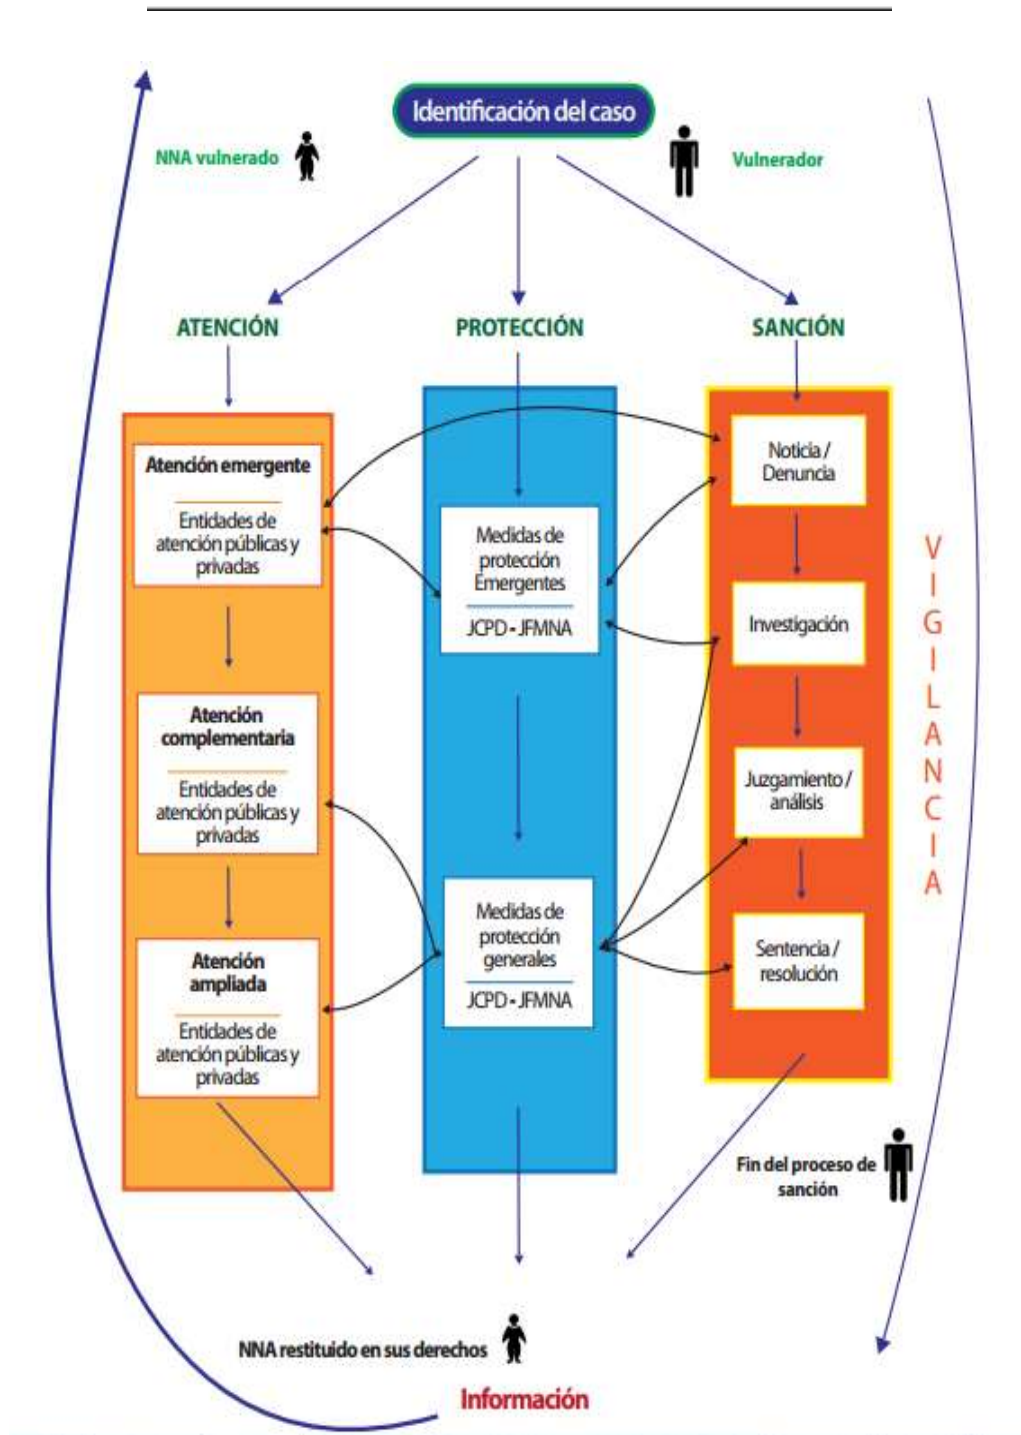 Identificación del caso
NNA vulnerado
Vulnerador
ATENCIÓN
PROTECCIÓN
SANCIÓN
Atención emergente
Entidades de
atención públicas y
privadas
Atención
complementaria
Entidades de
atención públicas y
privadas
Atención
ampliada
Entidades de
atención públicas y
privadas
Medidas de
protección
Emergentes
JCPD - JFMNA
Medidas de
protección
generales
JCPD - JFMNA
Noticia /
Denuncia
Investigación
Juzgamiento /
análisis
Sentencia /
resolución
VIGILANCIA
Fin del proceso de
sanción
NNA restituido en sus derechos
Información